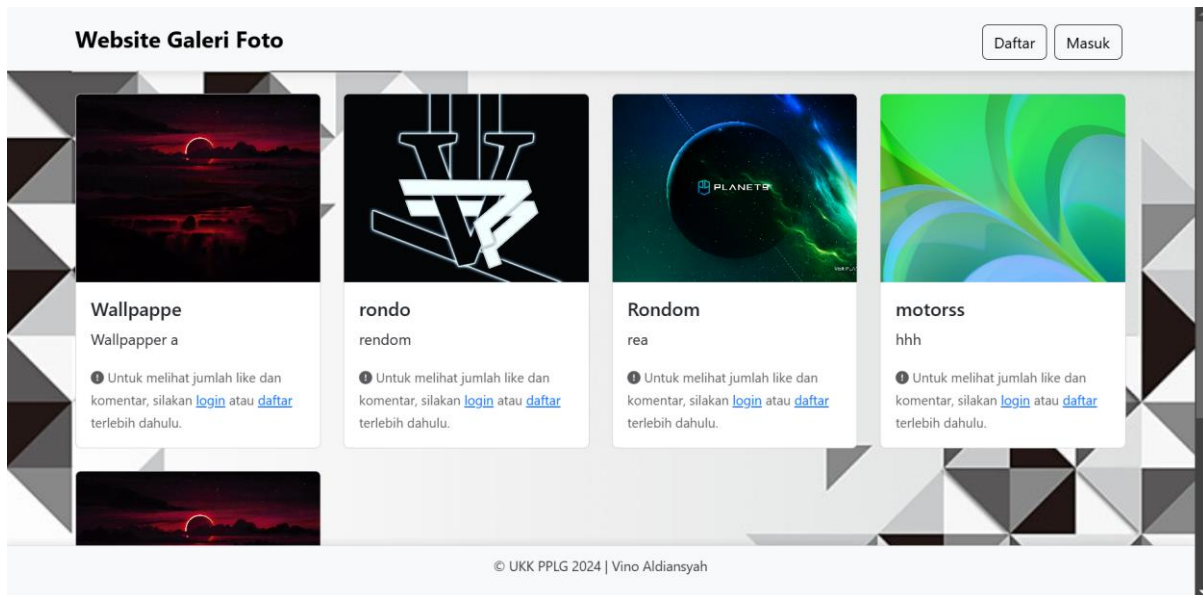 Website Galeri Foto
Daftar Masuk
PLANET9
Wallpappe
Wallpapper a
Untuk melihat jumlah like dan
komentar, silakan login atau daftar
terlebih dahulu.
rondo
rendom
Untuk melihat jumlah like dan
komentar, silakan login atau daftar
terlebih dahulu.
Rondom
rea
Untuk melihat jumlah like dan
komentar, silakan login atau daftar
terlebih dahulu.
motorss
hhh
Untuk melihat jumlah like dan
komentar, silakan login atau daftar
terlebih dahulu.
© UKK PPLG 2024 | Vino Aldiansyah